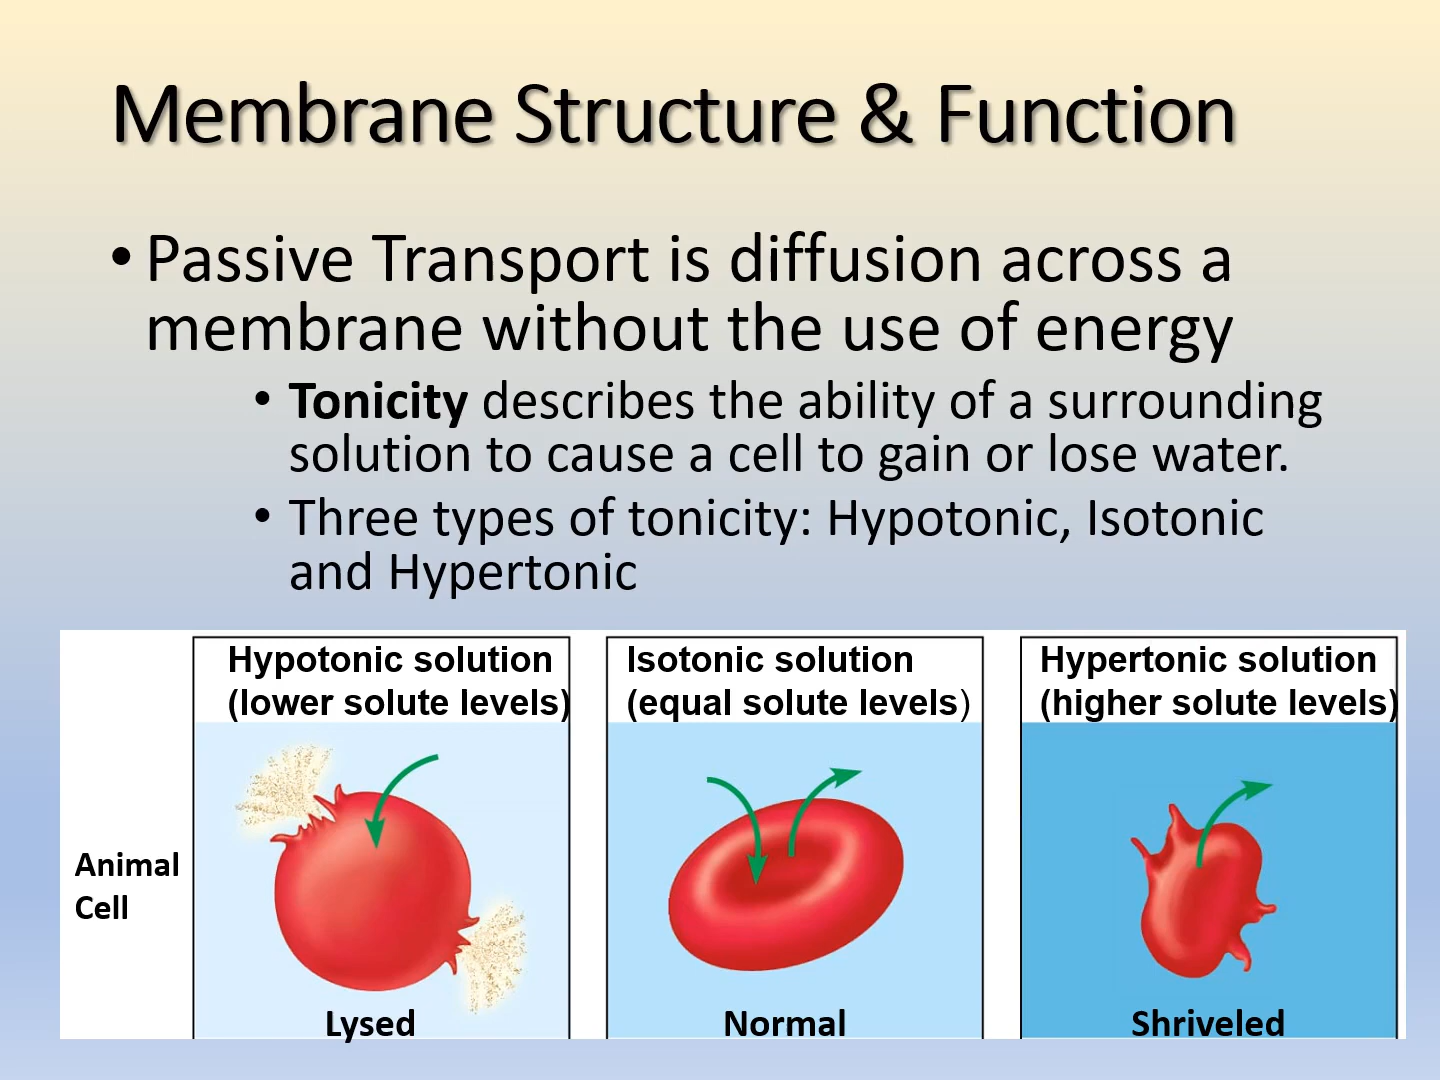 Membrane Structure & Function
• Passive Transport is diffusion across a
membrane without the use of energy
• Tonicity describes the ability of a surrounding
solution to cause a cell to gain or lose water.
• Three types of tonicity: Hypotonic, Isotonic
and Hypertonic
Hypotonic solution
(lower solute levels)
Isotonic solution
(equal solute levels)
Hypertonic solution
(higher solute levels)
Animal
Cell
Lysed
Normal
Shriveled